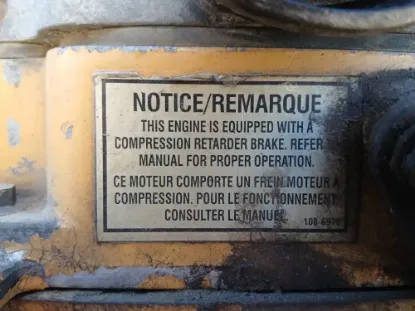 NOTICE/REMARQUE
THIS ENGINE IS EQUIPPED WITH A
COMPRESSION RETARDER BRAKE. REFER
MANUAL FOR PROPER OPERATION.
CE MOTEUR COMPORTE UN FREIN MOTEUR À
COMPRESSION. POUR LE FONCTIONNEMENT
CONSULTER LE MANUEL